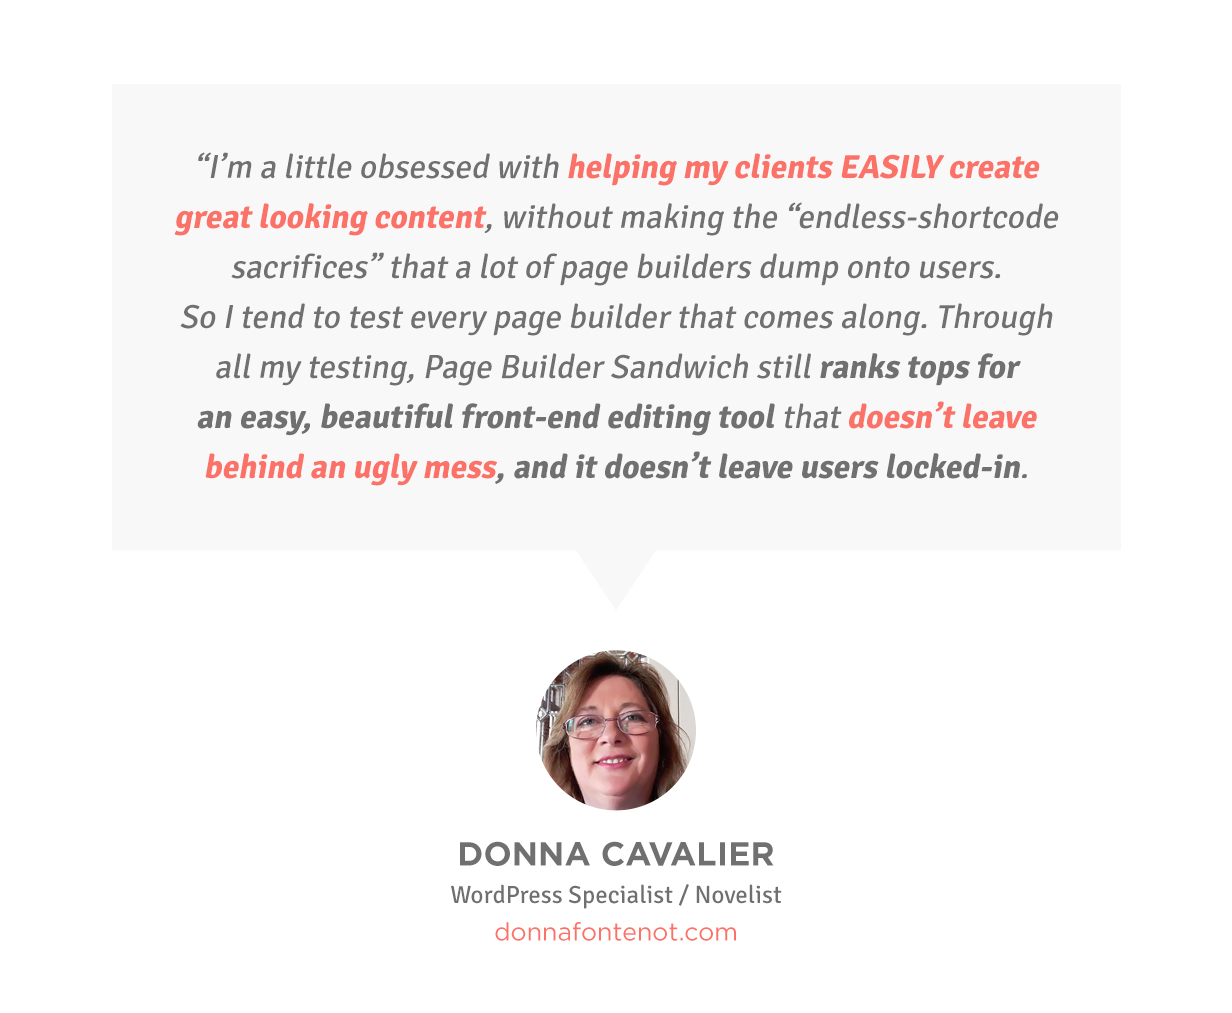 “I’m a little obsessed with helping my clients EASILY create
great looking content, without making the “endless-shortcode
sacrifices” that a lot of page builders dump onto users.
So I tend to test every page builder that comes along. Through
all my testing, Page Builder Sandwich still ranks tops for
an easy, beautiful front-end editing tool that doesn’t leave
behind an ugly mess, and it doesn’t leave users locked-in.
DONNA CAVALIER
WordPress Specialist / Novelist
donnafontenot.com